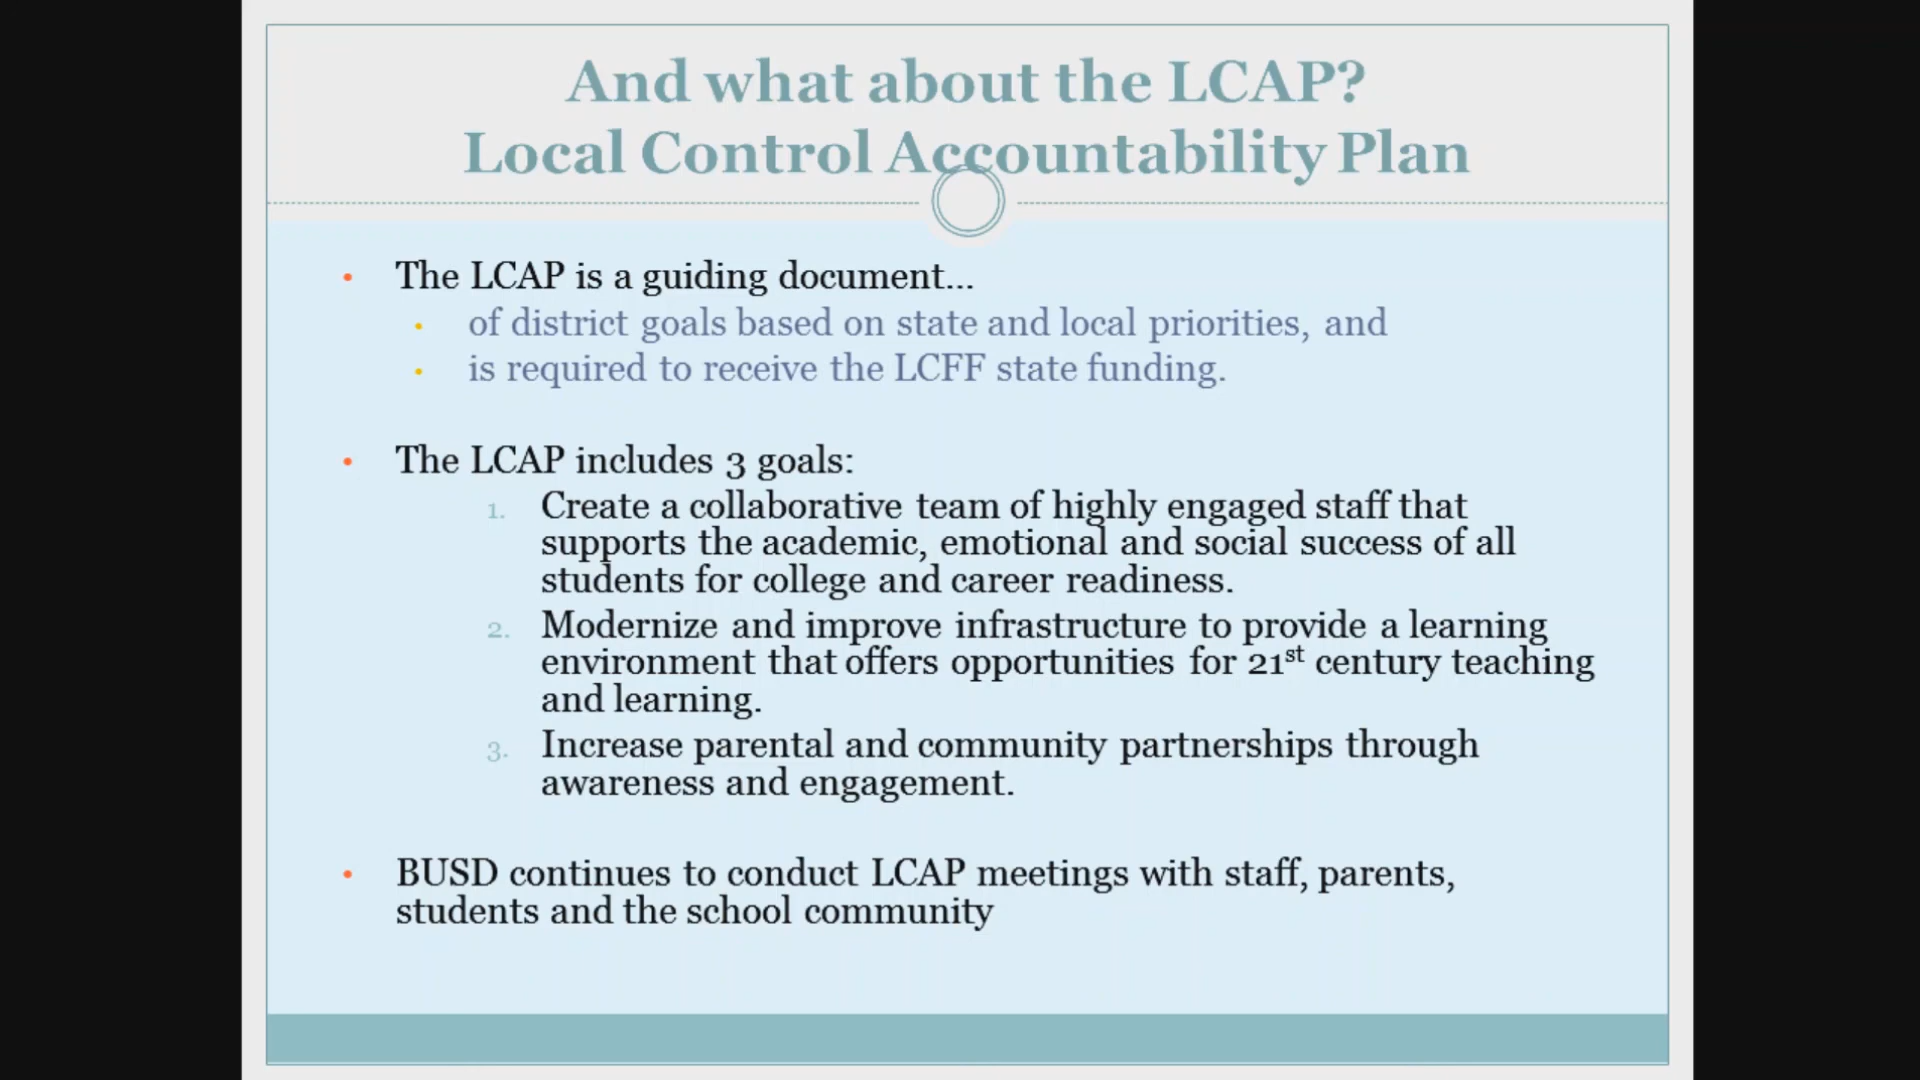 And what about the LCAP?
Local Control Accountability Plan
• The LCAP is a guiding document...
• of district goals based on state and local priorities, and
• is required to receive the LCFF state funding.
• The LCAP includes 3 goals:
1. Create a collaborative team of highly engaged staff that
supports the academic, emotional and social success of all
students for college and career readiness.
2. Modernize and improve infrastructure to provide a learning
environment that offers opportunities for 21st century teaching
and learning.
3. Increase parental and community partnerships through
awareness and engagement.
• BUSD continues to conduct LCAP meetings with staff, parents,
students and the school community